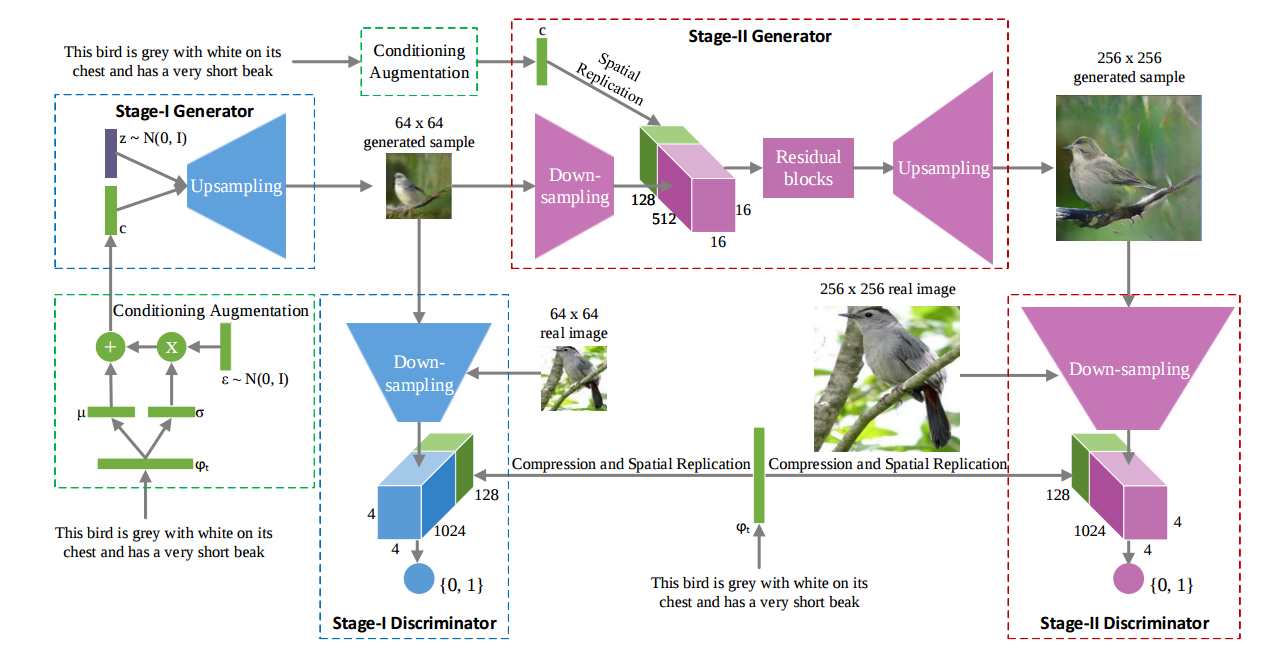 This bird is grey with white on its
chest and has a very short beak
Conditioning
Augmentation
c
Spatial
Replication
Stage-II Generator
256 x 256
generated sample
Stage-I Generator
z ~ N(0, I)
Upsampling
c
64 x 64
generated sample
Down-
sampling
128
512
16
16
Residual
blocks
Upsampling
Conditioning Augmentation
+
X
ε ~ N(0, I)
μ
σ
φt
This bird is grey with white on its
chest and has a very short beak
Down-
sampling
64 x 64
real image
256 x 256 real image
Down-sampling
Compression and Spatial Replication
Compression and Spatial Replication
128
1024
4
4
{0, 1}
Stage-I Discriminator
φt
This bird is grey with white on its
chest and has a very short beak
128
1024
4
4
{0, 1}
Stage-II Discriminator